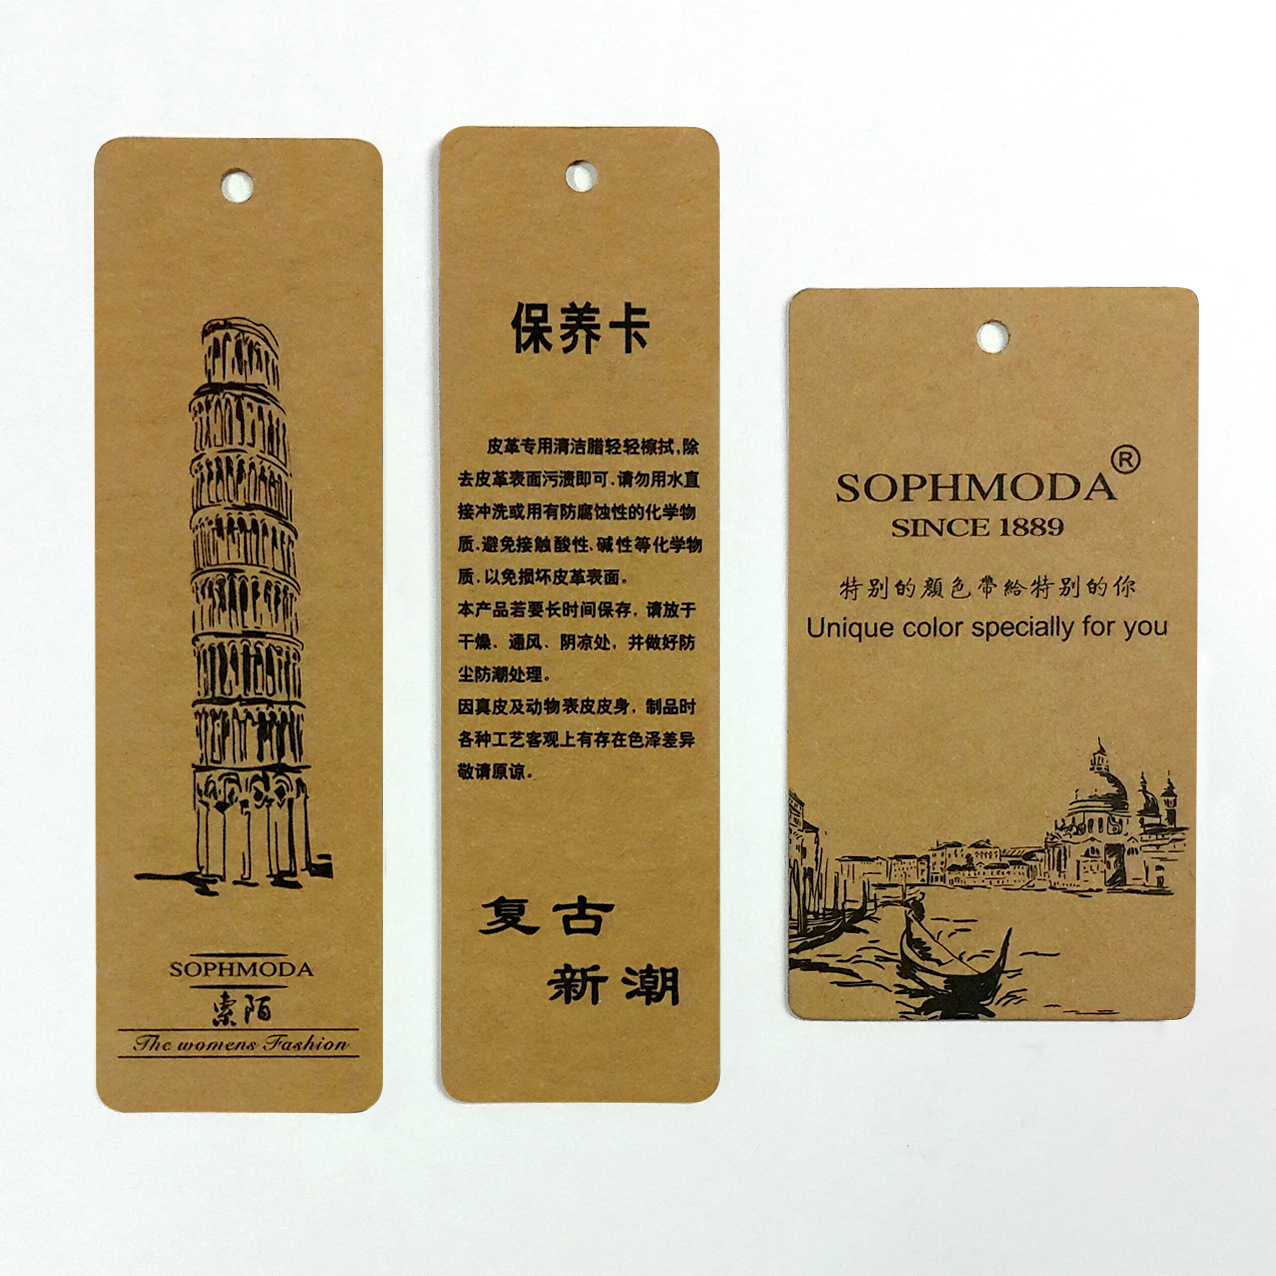 SOPHMODA
索陌
The womens Fashion
保养卡
皮革专用清洁腊轻轻檫拭,除
去皮革表面污渍即可.请勿用水直
接冲洗或用有防腐蚀性的化学物
质.避免接触酸性、碱性等化学物
质.以免损坏皮革表面。
本产品若要长时间保存，请放于
干燥、通风、阴凉处，并做好防
尘防潮处理。
因真皮及动物表皮皮身，制品时
各种工艺客观上有存在色泽差异
敬请原谅。
复古
新潮
SOPHMODA®
SINCE 1889
特别的顏色帶給特别的你
Unique color specially for you